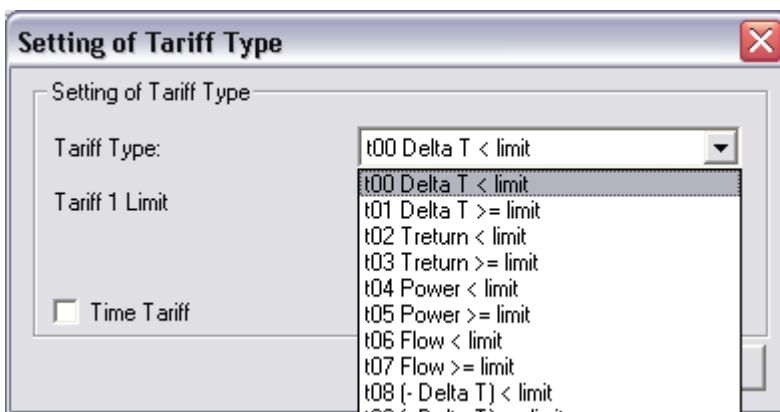 Setting of Tariff Type
Setting of Tariff Type
Tariff Type:
t00 Delta T < limit
t00 Delta T < limit
t01 Delta T >= limit
Tariff 1 Limit
t02 Treturn < limit
t03 Treturn >= limit
t04 Power < limit
Time Tariff
t05 Power >= limit
t06 Flow < limit
t07 Flow >= limit
t08 (- Delta T) < limit